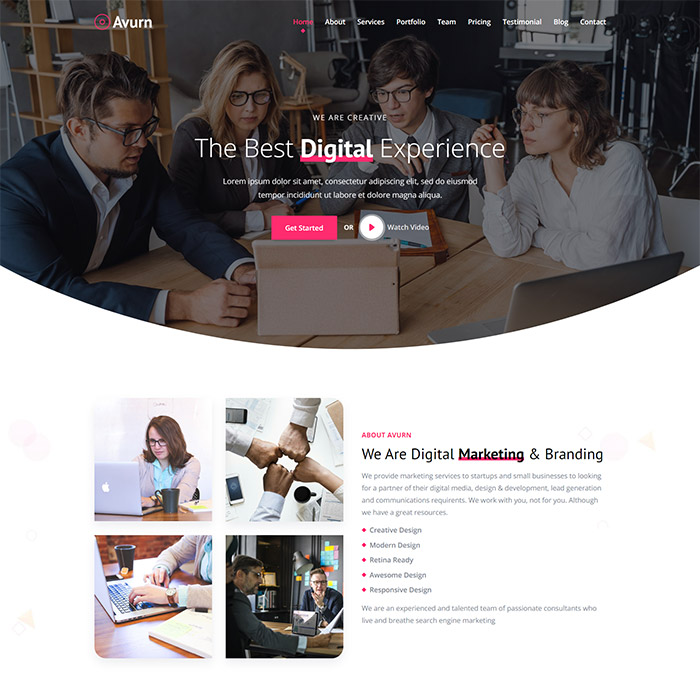 Avurn
Home About Services Portfolio Team Pricing Testimonial Blog Contact
WE ARE CREATIVE
The Best Digital Experience
Lorem ipsum dolor sit amet, consectetur adipiscing elit, sed do eiusmod
tempor incididunt ut labore et dolore magna aliqua.
Get Started OR Watch Video
ABOUT AVURN
We Are Digital Marketing & Branding
We provide marketing services to startups and small businesses to looking
for a partner of their digital media, design & development, lead generation
and communications requirents. We work with you, not for you. Although
we have a great resources.
Creative Design
Modern Design
Retina Ready
Awesome Design
Responsive Design
We are an experienced and talented team of passionate consultants who
live and breathe search engine marketing